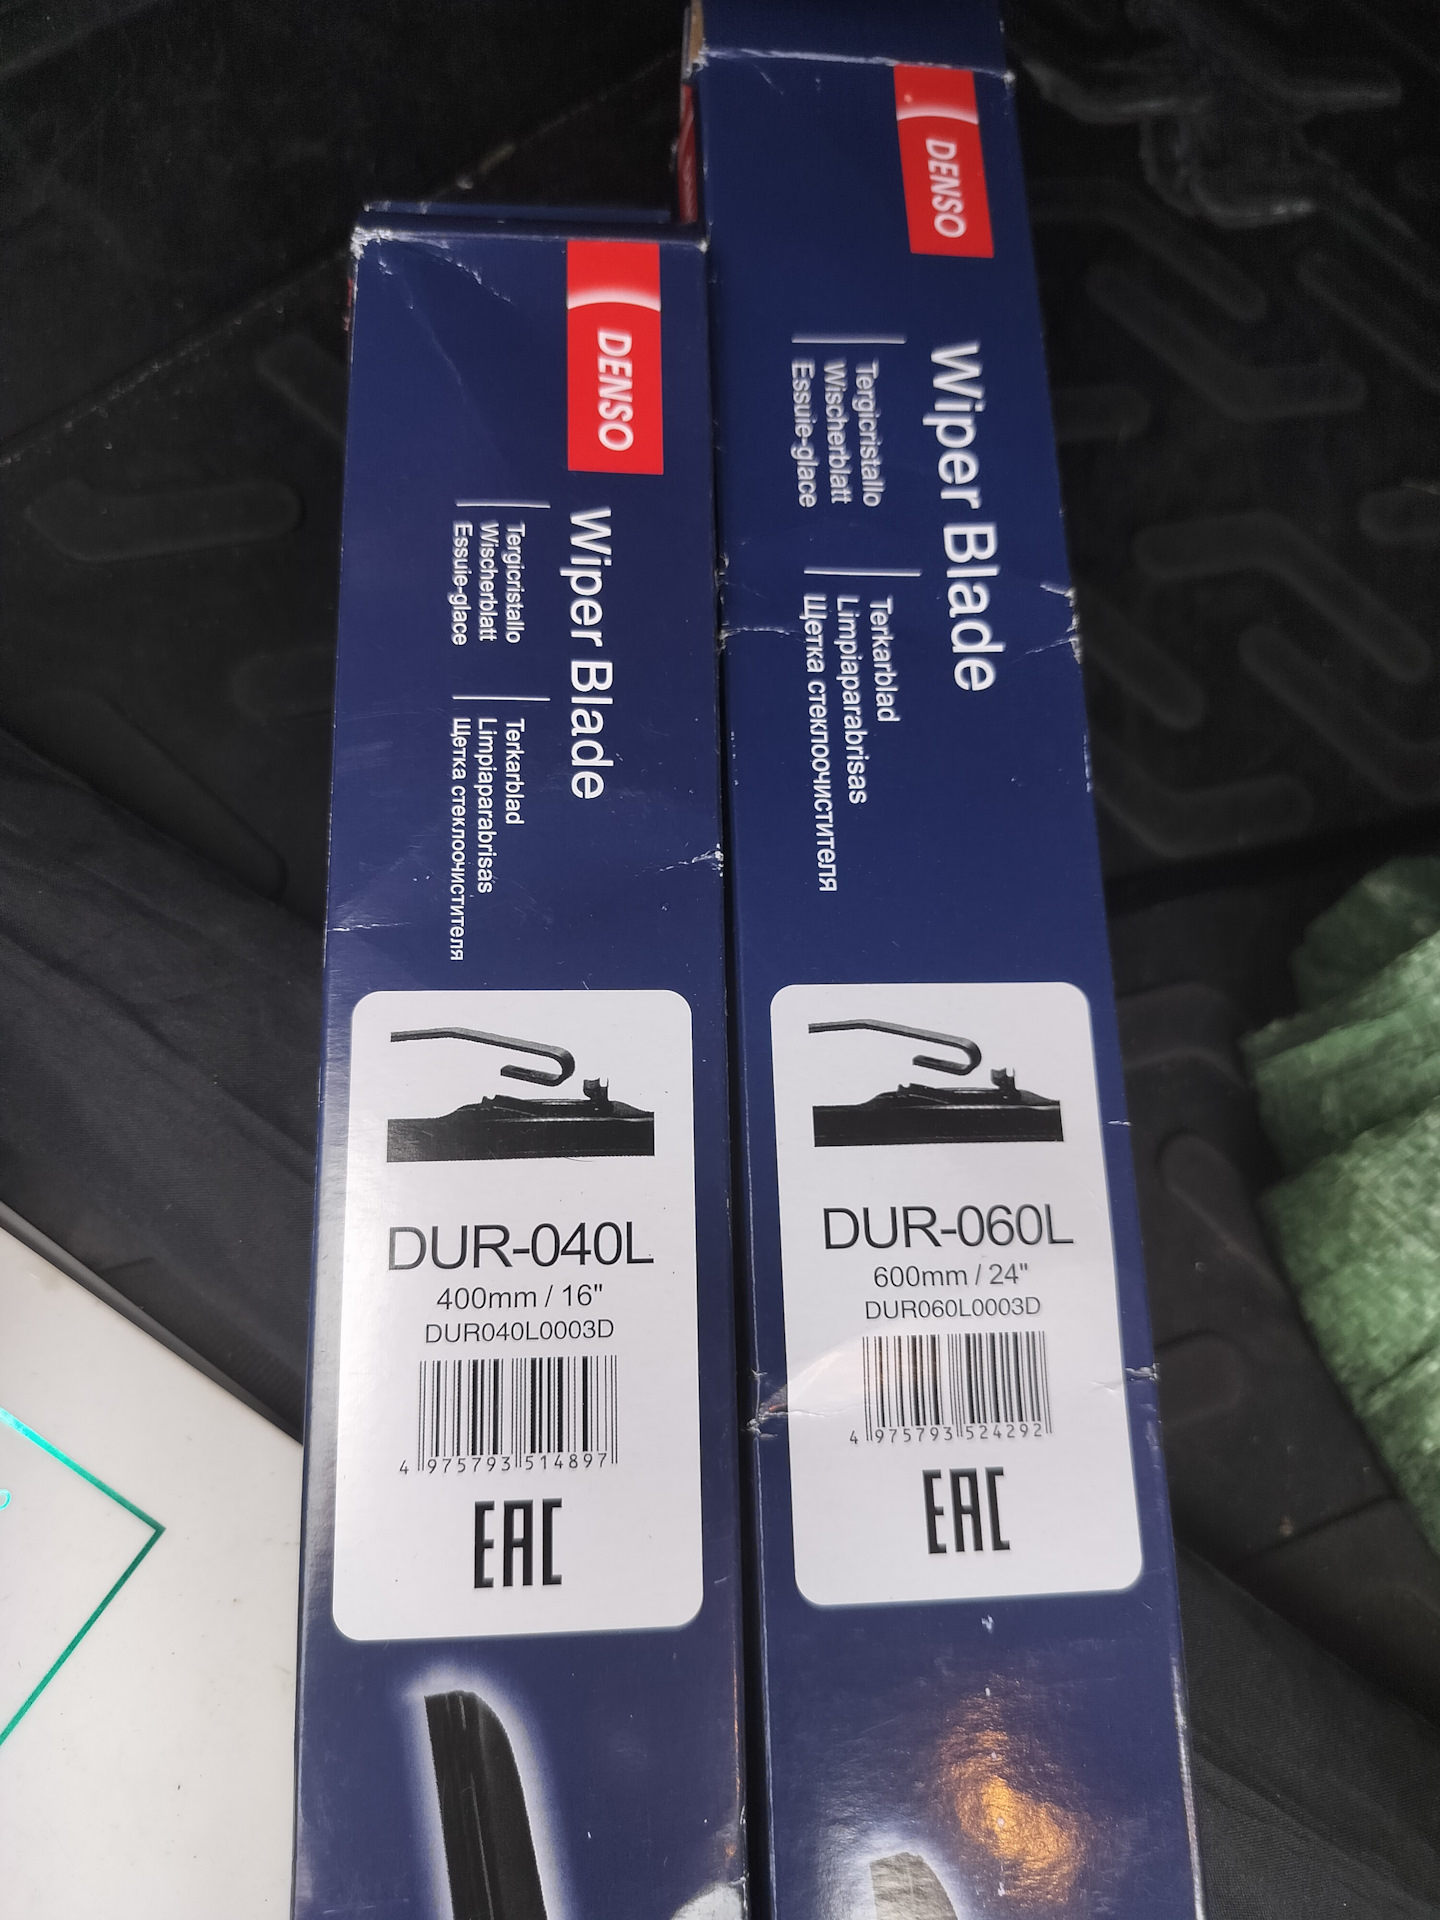 DENSO
Wiper Blade
Tergicristallo
Wischerblatt
Essuie-glace
Terkarblad
Limpiaparabrisas
Щетка стеклоочистителя
DUR-040L
400mm / 16"
DUR040L0003D
4 975793 514897
EAC
DENSO
Wiper Blade
Tergicristallo
Wischerblatt
Essuie-glace
Terkarblad
Limpiaparabrisas
Щетка стеклоочистителя
DUR-060L
600mm / 24"
DUR060L0003D
4 975793 524292
EAC